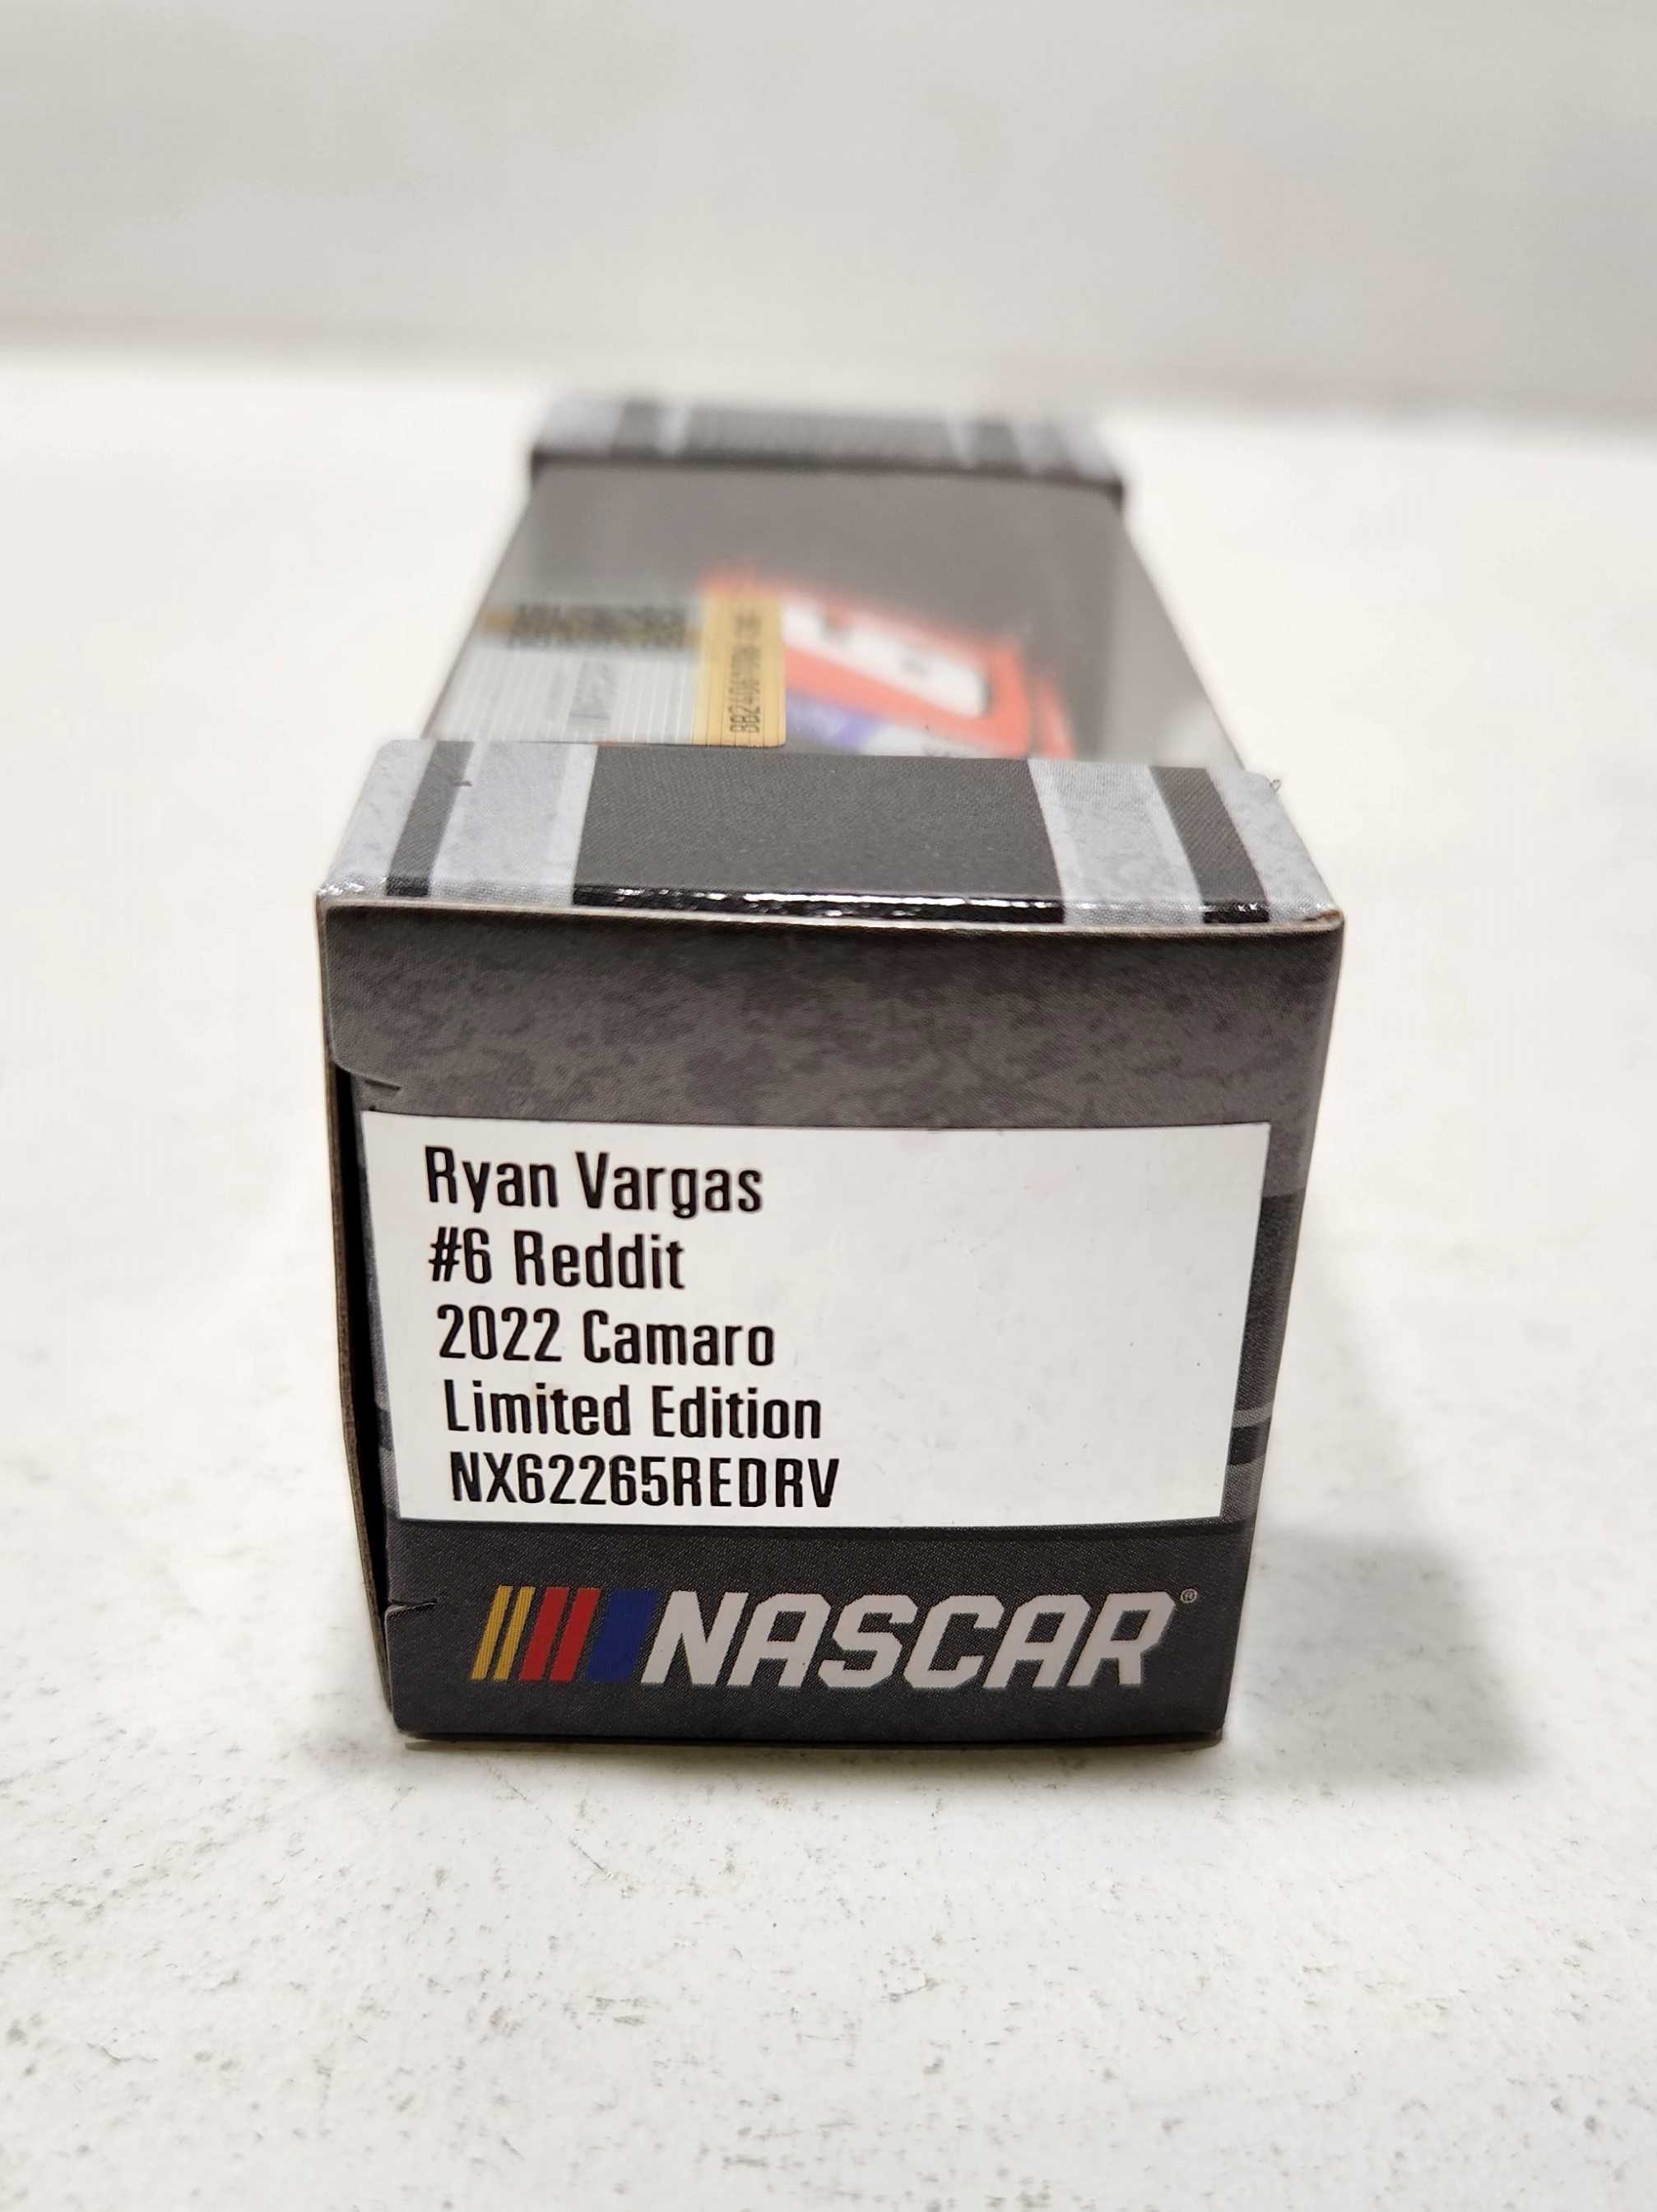 Ryan Vargas
#6 Reddit
2022 Camaro
Limited Edition
NX62265REDRV
NASCAR®